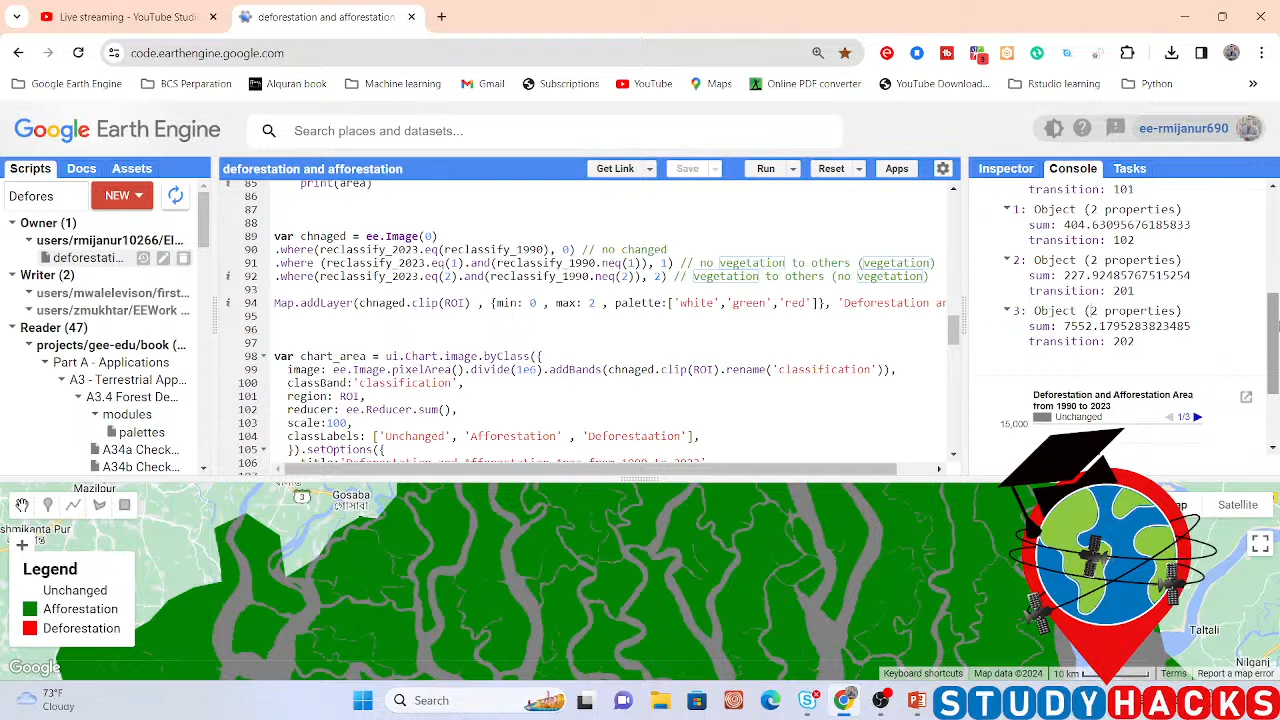 Live streaming - YouTube Studi
deforestation and afforestation
code.earthengine.google.com
Google Earth Engine
BCS Perparation
Alquran book
Machine learning
Gmail
Subscriptions
YouTube
Maps
Online PDF converter
YouTube Download...
Rstudio learning
Python
Google Earth Engine
Search places and datasets...
ee-rmijanur690
Scripts
Docs
Assets
Defores
NEW
Owner (1)
users/rmijanur10266/EI...
deforestati...
Writer (2)
users/mwalelevison/first...
users/zmukhtar/EEWork ...
Reader (47)
projects/gee-edu/book (...
Part A - Applications
A3 - Terrestrial App...
A3.4 Forest De...
modules
palettes
A34a Check...
A34b Check...
deforestation and afforestation
Get Link
Save
Run
Reset
Apps
85 print(area)
86
87
88
89 var chnaged = ee.Image(0)
90 .where(reclassify_2023.eq(reclassify_1990), 0) // no changed
91 .where (reclassify_2023.eq(1).and(reclassify_1990.neq(1)), 1) // no vegetation to others (vegetation)
92 .where(reclassify_2023.eq(2).and(reclassify_1990.neq(2)), 2) // vegetation to others (no vegetation)
93
94 Map.addLayer(chnaged.clip(ROI) , {min: 0 , max: 2 , palette:['white','green','red']}, 'Deforestation an
95
96
97
98 var chart_area = ui.Chart.image.byClass({
99 image: ee.Image.pixelArea().divide(1e6).addBands(chnaged.clip(ROI).rename('classification')),
100 classBand:'classification',
101 region: ROI,
102 reducer: ee.Reducer.sum(),
103 scale:100,
104 classLabels: ['Unchanged', 'Afforestation' , 'Deforestaation'],
105 }).setOptions({
106
Inspector
Console
Tasks
transition: 101
1: Object (2 properties)
sum: 404.63095676185833
transition: 102
2: Object (2 properties)
sum: 227.92485767515254
transition: 201
3: Object (2 properties)
sum: 7552.1795283823485
transition: 202
Deforestation and Afforestation Area
from 1990 to 2023
Unchanged
1/3
15,000
Mazilpur
Gosaba
গোসাবা
3
shmikanta Pur
Legend
Unchanged
Afforestation
Deforestation
Google
Satellite
Taltali
Nilganj
Keyboard shortcuts
Map data ©2024
10 km
Terms
Report a map error
STUDYHACKS
73°F
Cloudy
Search